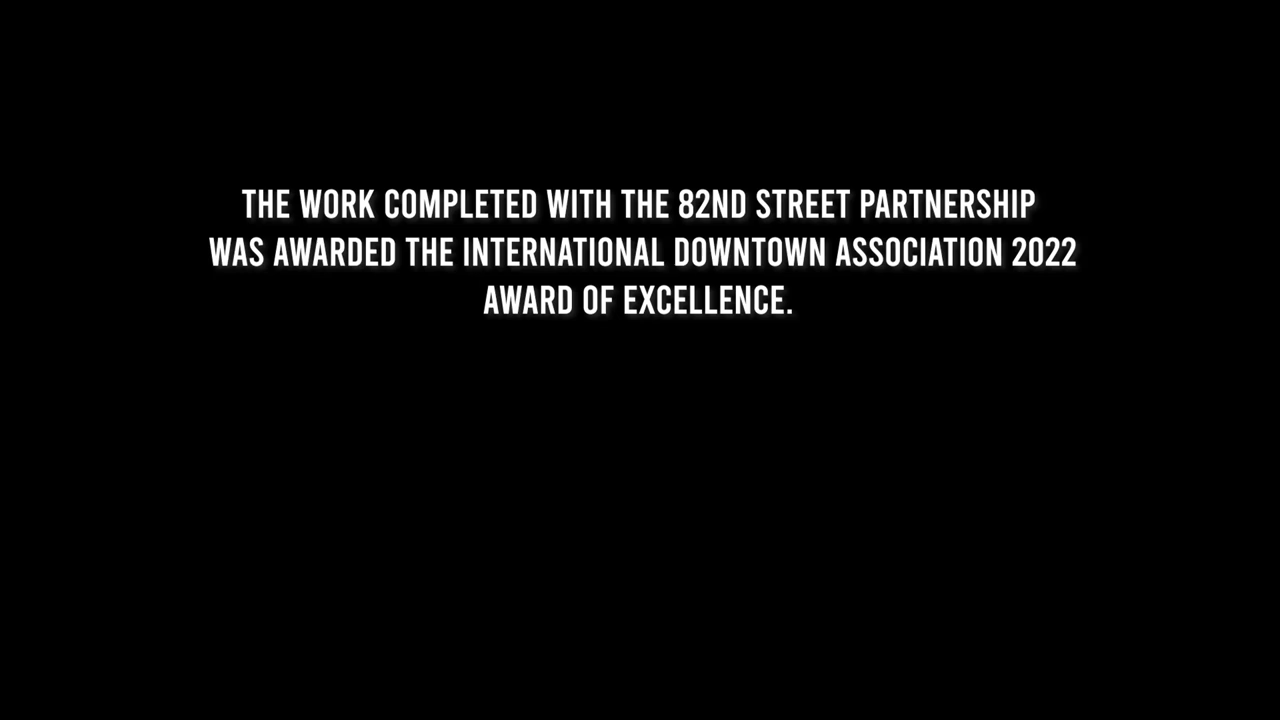 THE WORK COMPLETED WITH THE 82ND STREET PARTNERSHIP
WAS AWARDED THE INTERNATIONAL DOWNTOWN ASSOCIATION 2022
AWARD OF EXCELLENCE.